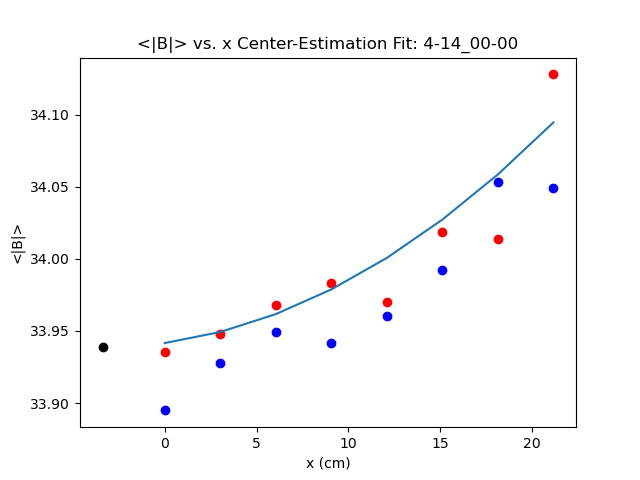 <|B|> vs. x Center-Estimation Fit: 4-14_00-00
<|B|>
34.10
34.05
34.00
33.95
33.90
0 5 10 15 20
x (cm)